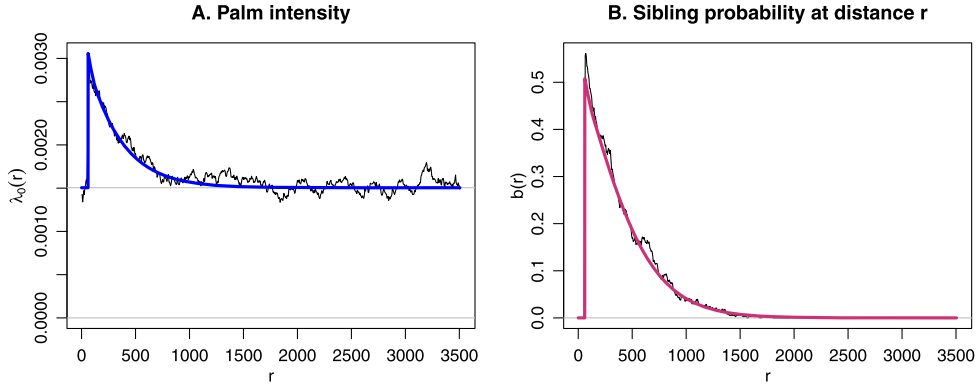 A. Palm intensity
0.0030
0.0020
0.0010
0.0000
λ₀(r)
0 500 1000 1500 2000 2500 3000 3500
r
B. Sibling probability at distance r
0.5
0.4
0.3
0.2
0.1
0.0
b(r)
0 500 1000 1500 2000 2500 3000 3500
r